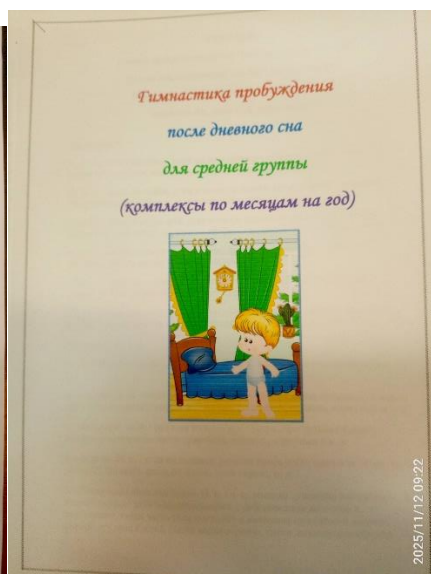 Гимнастика пробуждения
после дневного сна
для средней группы
(комплексы по месяцам на год)
2025/11/12 09:22